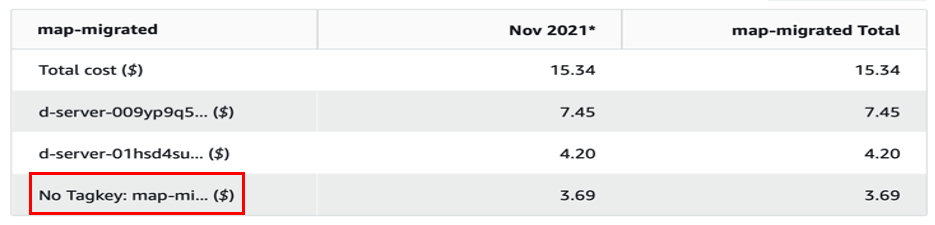 map-migrated Nov 2021* map-migrated Total
Total cost ($) 15.34 15.34
d-server-009yp9q5... ($) 7.45 7.45
d-server-01hsd4su... ($) 4.20 4.20
No Tagkey: map-mi... ($) 3.69 3.69